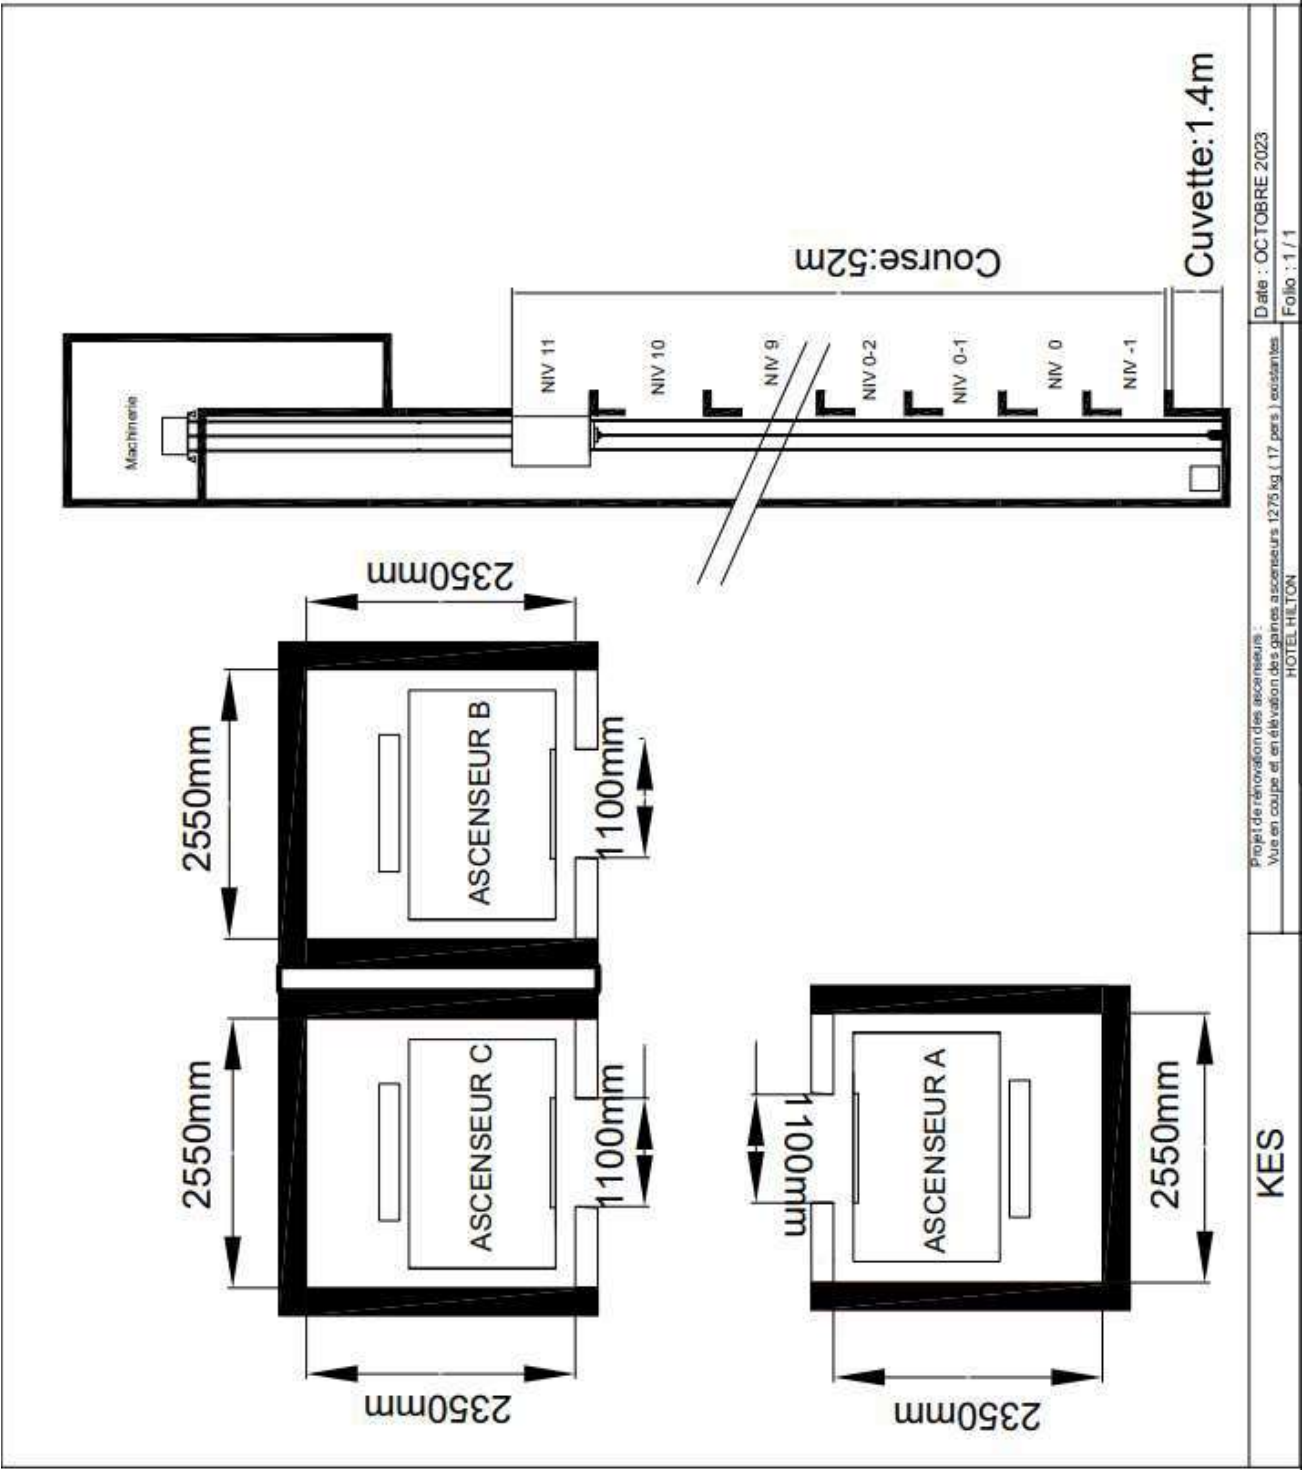 2550mm
2550mm
2350mm
2350mm
ASCENSEUR C
ASCENSEUR B
1100mm
1100mm
1100mm
ASCENSEUR A
2350mm
2550mm
Machinerie
NIV 11
NIV 10
NIV 9
NIV 0-2
NIV 0-1
NIV 0
NIV -1
Course:52m
Cuvette:1.4m
KES
Projet de rénovation des ascenseurs :
Vue en coupe et en élévation des gaines ascenseurs 1275 kg ( 17 pers ) existantes
HOTEL HILTON
Date : OCTOBRE 2023
Folio : 1 / 1